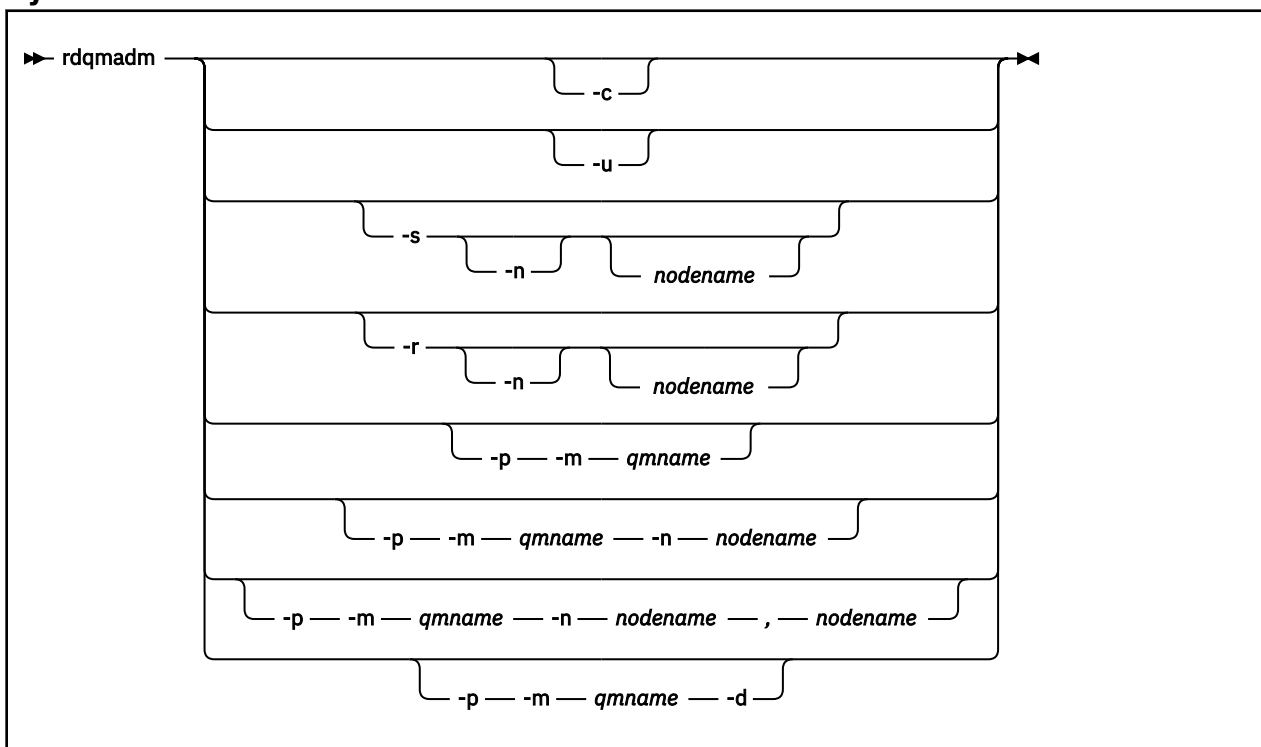 rdqmadm
-c
-u
-s
-n nodename
-r
-n nodename
-p -m qmname
-p -m qmname -n nodename
-p -m qmname -n nodename , nodename
-p -m qmname -d